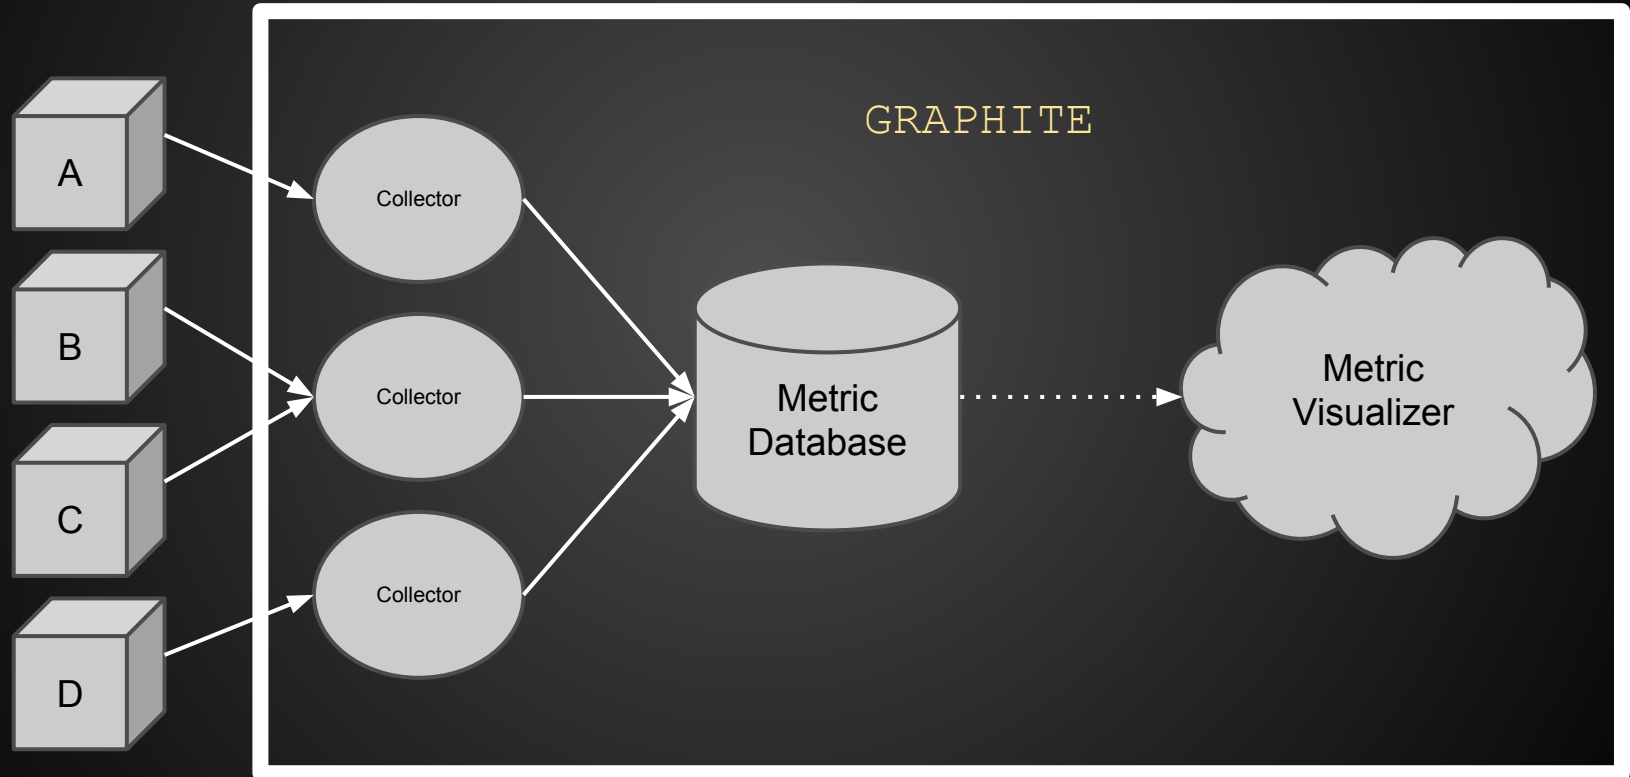 GRAPHITE
A
B
C
D
Collector
Collector
Collector
Metric
Database
Metric
Visualizer